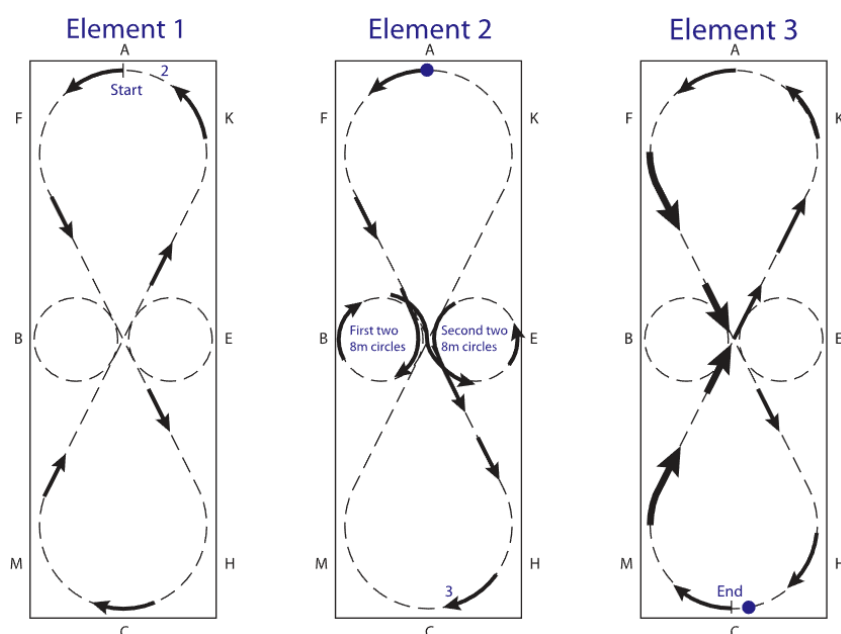 Element 1
A
2
Start
F
K
B
E
M
H
C
Element 2
A
F
K
B
First two
8m circles
Second two
8m circles
E
M
H
3
C
Element 3
A
F
K
B
E
M
H
End
C